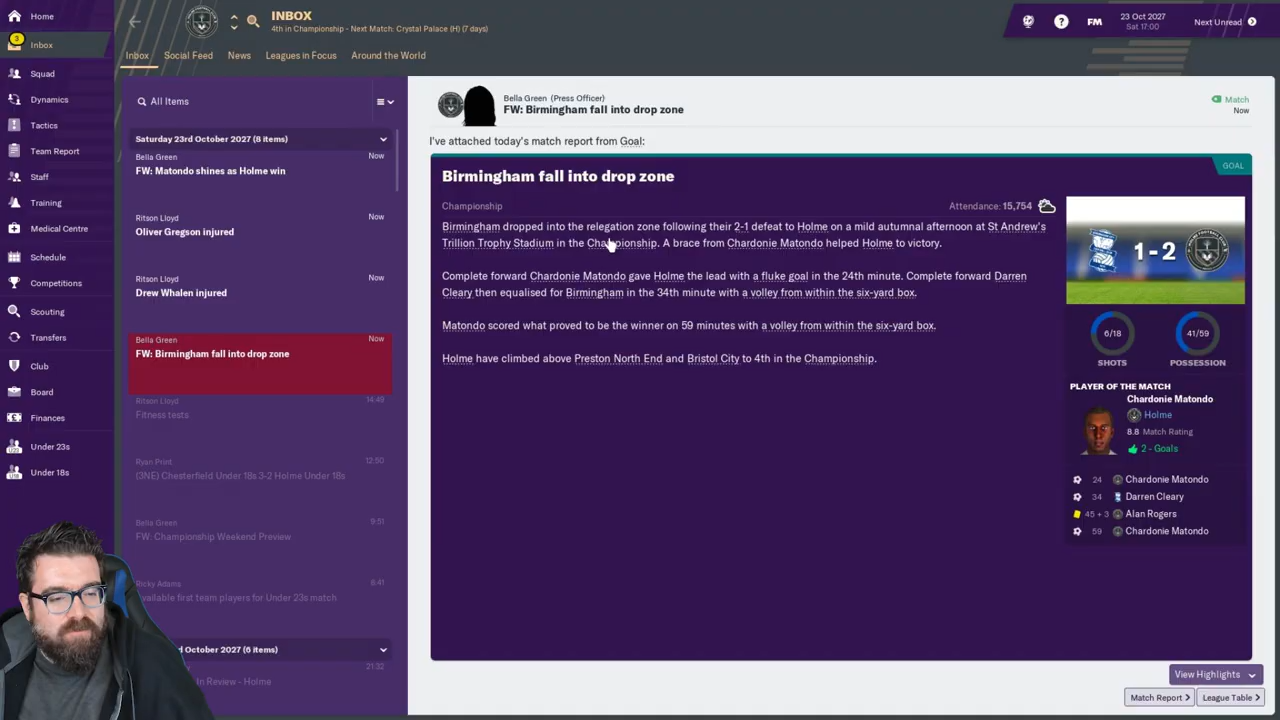 Home
3
Inbox
Squad
Dynamics
Tactics
Team Report
Staff
Training
Medical Centre
Schedule
Competitions
Scouting
Transfers
Club
Board
Finances
Under 23s
Under 18s
INBOX
4th in Championship - Next Match: Crystal Palace (H) (7 days)
FM
23 Oct 2027
Sat 17:00
Next Unread
Inbox
Social Feed
News
Leagues in Focus
Around the World
All Items
Saturday 23rd October 2027 (8 items)
Bella Green
Now
FW: Matondo shines as Holme win
Ritson Lloyd
Now
Oliver Gregson injured
Ritson Lloyd
Now
Drew Whalen injured
Bella Green
Now
FW: Birmingham fall into drop zone
Ritson Lloyd
14:49
Fitness tests
Ryan Print
12:50
(3NE) Chesterfield Under 18s 3-2 Holme Under 18s
Bella Green
9:51
FW: Championship Weekend Preview
Ricky Adams
8:41
vailable first team players for Under 23s match
d October 2027 (6 items)
21:32
In Review - Holme
Bella Green (Press Officer)
FW: Birmingham fall into drop zone
Match
Now
I've attached today's match report from Goal:
GOAL
Birmingham fall into drop zone
Championship
Attendance: 15,754
Birmingham dropped into the relegation zone following their 2-1 defeat to Holme on a mild autumnal afternoon at St Andrew's
Trillion Trophy Stadium in the Championship. A brace from Chardonie Matondo helped Holme to victory.
Complete forward Chardonie Matondo gave Holme the lead with a fluke goal in the 24th minute. Complete forward Darren
Cleary then equalised for Birmingham in the 34th minute with a volley from within the six-yard box.
Matondo scored what proved to be the winner on 59 minutes with a volley from within the six-yard box.
Holme have climbed above Preston North End and Bristol City to 4th in the Championship.
1-2
6/18
SHOTS
41/59
POSSESSION
PLAYER OF THE MATCH
Chardonie Matondo
Holme
8.8 Match Rating
2 - Goals
24 Chardonie Matondo
34 Darren Cleary
45 + 3 Alan Rogers
59 Chardonie Matondo
View Highlights
Match Report
League Table